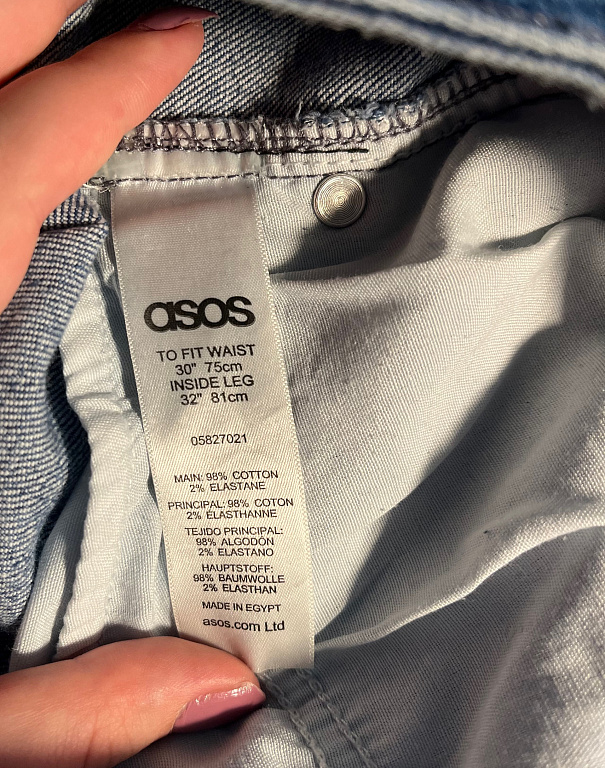 asos
TO FIT WAIST
30" 75cm
INSIDE LEG
32" 81cm
05827021
MAIN: 98% COTTON
2% ELASTANE
PRINCIPAL: 98% COTON
2% ÉLASTHANNE
TEJIDO PRINCIPAL:
98% ALGODÓN
2% ELASTANO
HAUPTSTOFF:
98% BAUMWOLLE
2% ELASTHAN
MADE IN EGYPT
asos.com Ltd